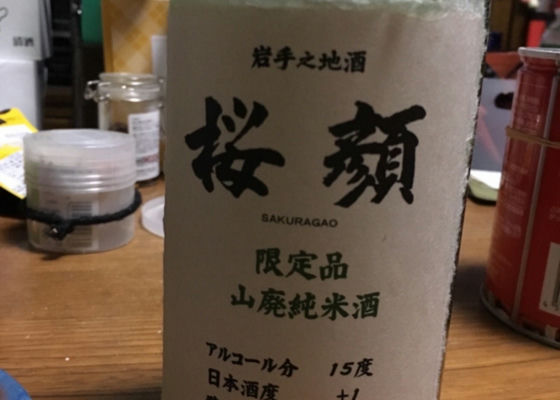 岩手之地酒
桜顔
SAKURAGAO
限定品
山廃純米酒
アルコール分 15度
日本酒度 +1